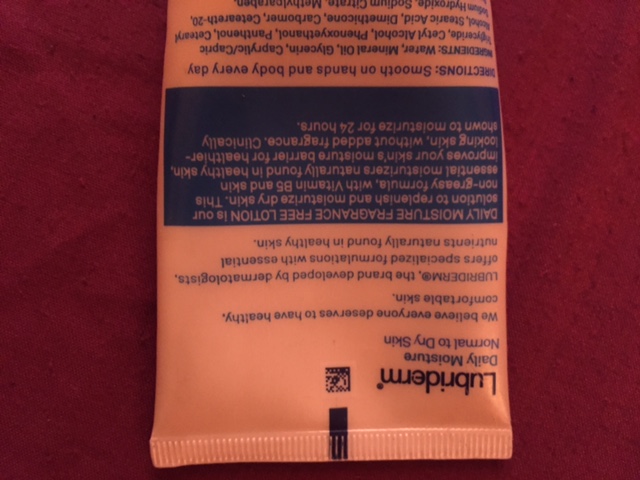 Lubriderm®
Daily Moisture
Normal to Dry Skin
We believe everyone deserves to have healthy,
comfortable skin.
LUBRIDERM®, the brand developed by dermatologists,
offers specialized formulations with essential
nutrients naturally found in healthy skin.
DAILY MOISTURE FRAGRANCE FREE LOTION is our
solution to replenish and moisturize dry skin. This
non-greasy formula, with Vitamin B5 and skin
essential moisturizers naturally found in healthy skin,
improves your skin's moisture barrier for healthier-
looking skin, without added fragrance. Clinically
shown to moisturize for 24 hours.
DIRECTIONS: Smooth on hands and body every day
INGREDIENTS: Water, Mineral Oil, Glycerin, Caprylic/Capric
Triglyceride, Cetyl Alcohol, Phenoxyethanol, Panthenol, Cetearyl
Alcohol, Stearic Acid, Dimethicone, Carbomer, Ceteareth-20,
Sodium Hydroxide, Sodium Citrate, Methylparaben,